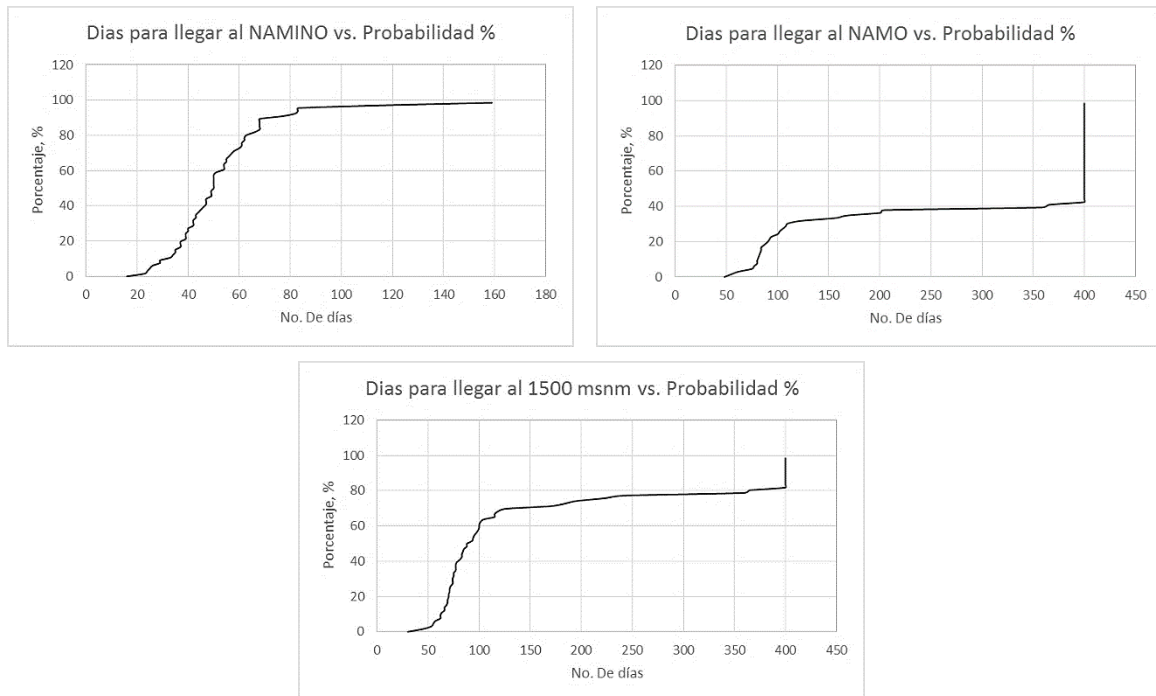 Dias para llegar al NAMINO vs. Probabilidad %
120
100
80
60
40
20
0
Porcentaje, %
0 20 40 60 80 100 120 140 160 180
No. De días
Dias para llegar al NAMO vs. Probabilidad %
120
100
80
60
40
20
0
Porcentaje, %
0 50 100 150 200 250 300 350 400 450
No. De días
Dias para llegar al 1500 msnm vs. Probabilidad %
120
100
80
60
40
20
0
Porcentaje, %
0 50 100 150 200 250 300 350 400 450
No. De días